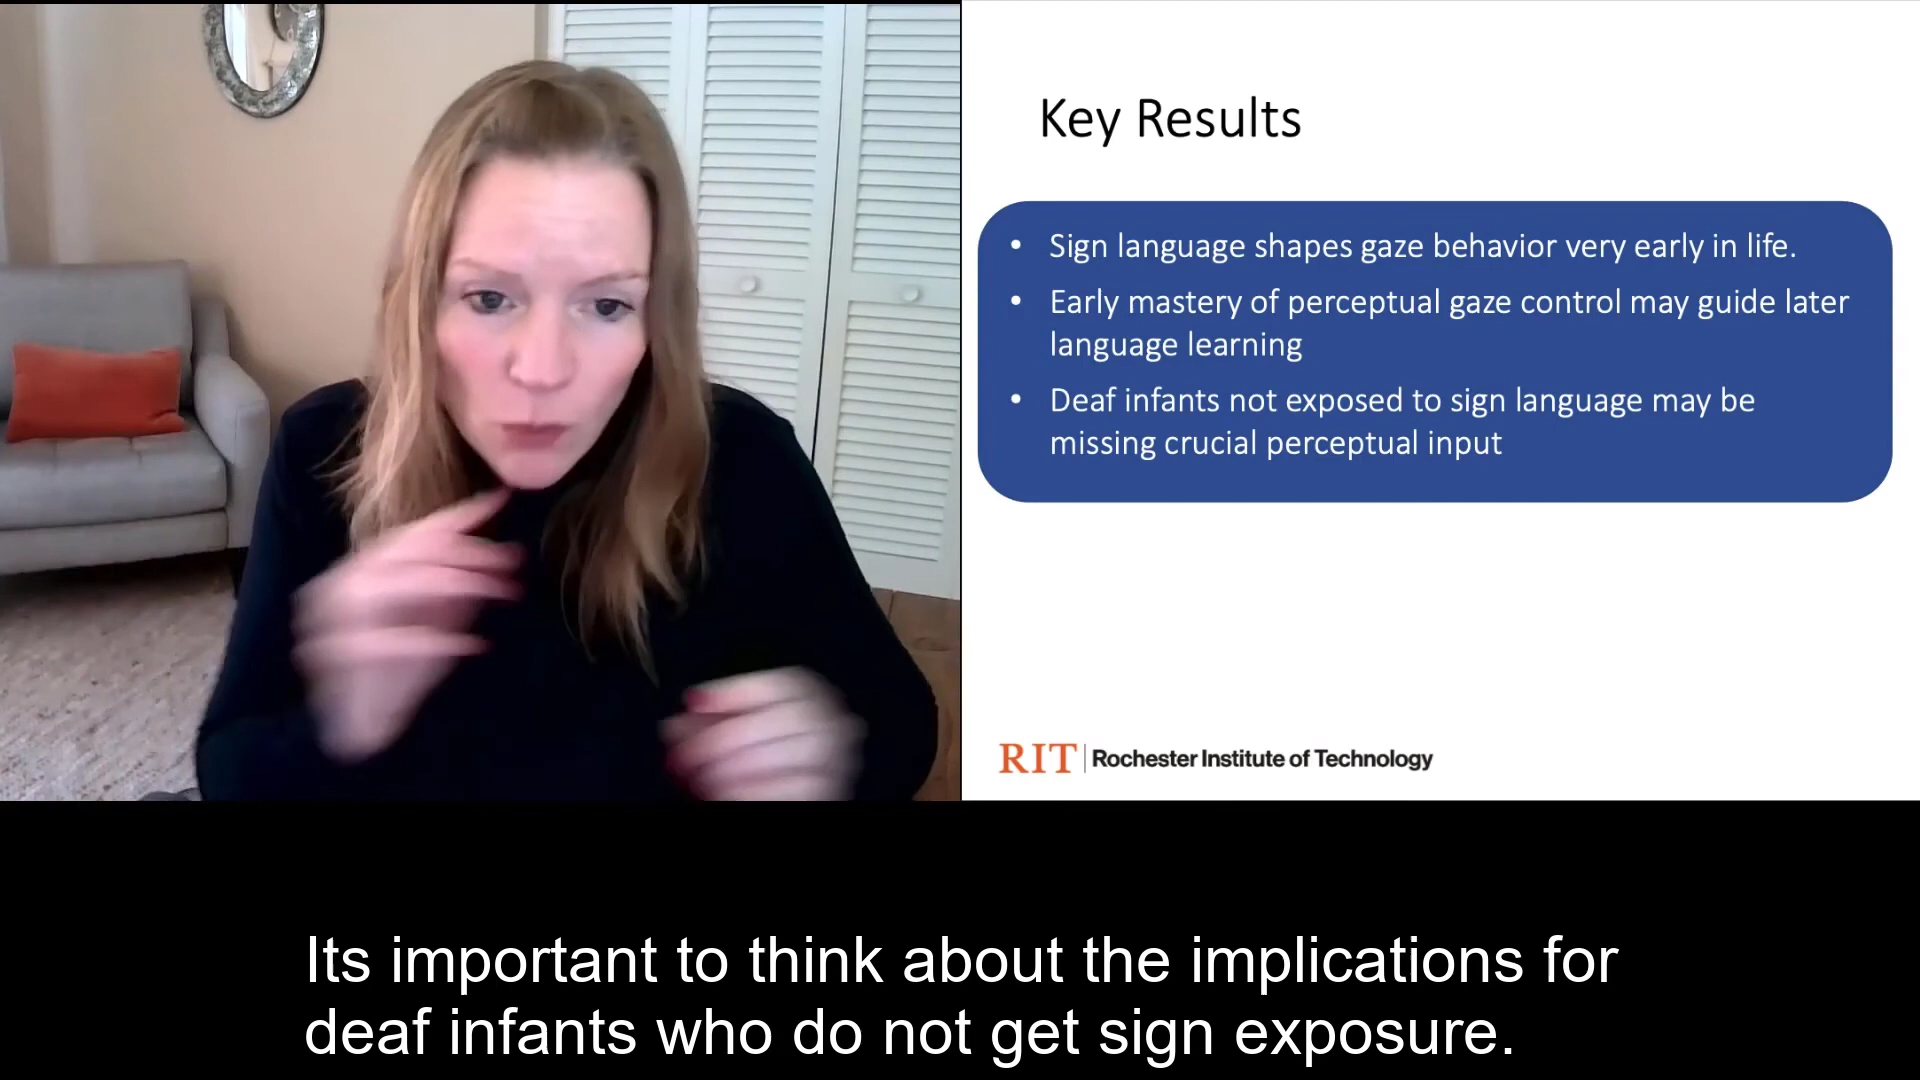 Key Results
• Sign language shapes gaze behavior very early in life.
• Early mastery of perceptual gaze control may guide later
language learning
• Deaf infants not exposed to sign language may be
missing crucial perceptual input
RIT | Rochester Institute of Technology
Its important to think about the implications for
deaf infants who do not get sign exposure.